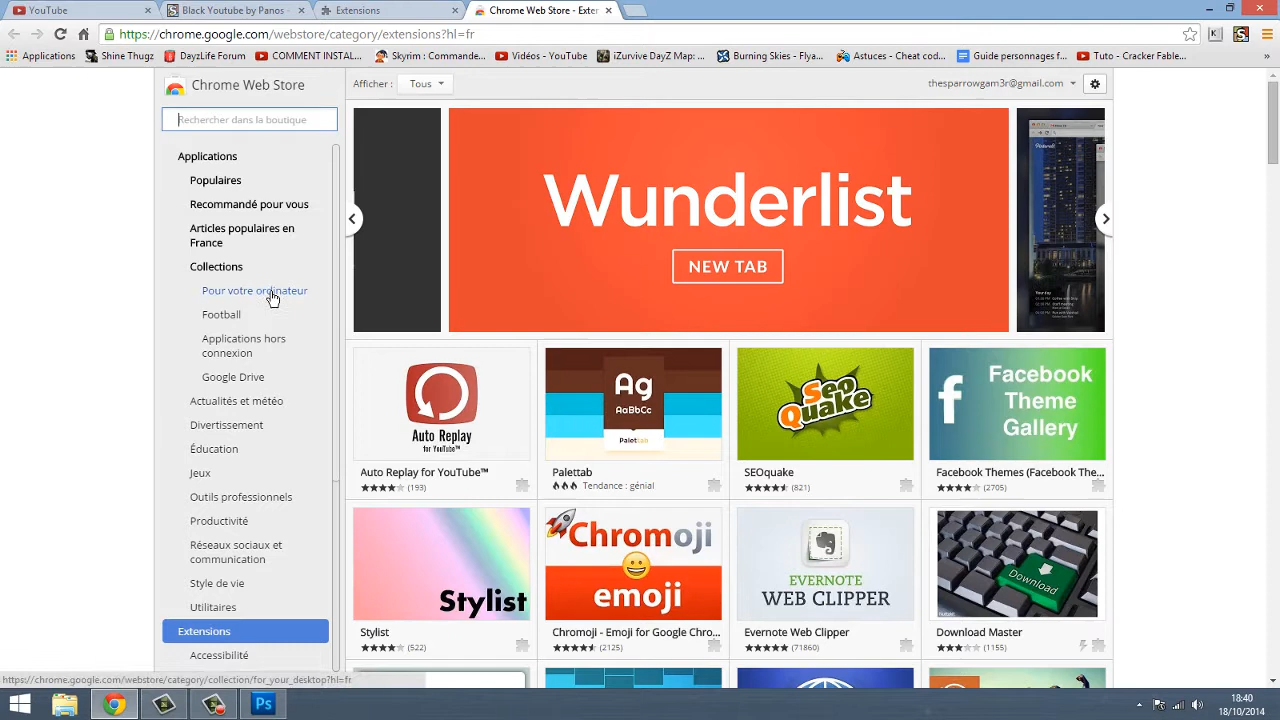 YouTube
Black Youtube by Panos -
Extensions
Chrome Web Store - Exter
https://chrome.google.com/webstore/category/extensions?hl=fr
Applications
Shine Thugz
DayzLife Forum
COMMENT INSTAL...
Skyrim : Commande...
Vidéos - YouTube
iZurvive DayZ Map: ...
Burning Skies - Flya...
Astuces - Cheat cod...
Guide personnages f...
Tuto - Cracker Fable...
Chrome Web Store
Afficher :
Tous
thesparrowgam3r@gmail.com
Rechercher dans la boutique
Applications
Populaires
Recommandé pour vous
Articles populaires en
France
Collections
Pour votre ordinateur
Football
Applications hors
connexion
Google Drive
Actualités et météo
Divertissement
Éducation
Jeux
Outils professionnels
Productivité
Réseaux sociaux et
communication
Style de vie
Utilitaires
Extensions
Accessibilité
Wunderlist
NEW TAB
Auto Replay
for YouTube™
Auto Replay for YouTube™
(193)
Ag
AaBbCc
Palettab
Palettab
Tendance : génial
Seo
Quake
SEOquake
(821)
Facebook
Theme
Gallery
Facebook Themes (Facebook The...
(2705)
Stylist
Stylist
(522)
Chromoji
emoji
Chromoji - Emoji for Google Chro...
(2125)
EVERNOTE
WEB CLIPPER
Evernote Web Clipper
(71860)
Download
Download Master
(1155)
https://chrome.google.com/webstore/category/collection/for_your_desktop?hl=fr
Ps
18:40
18/10/2014